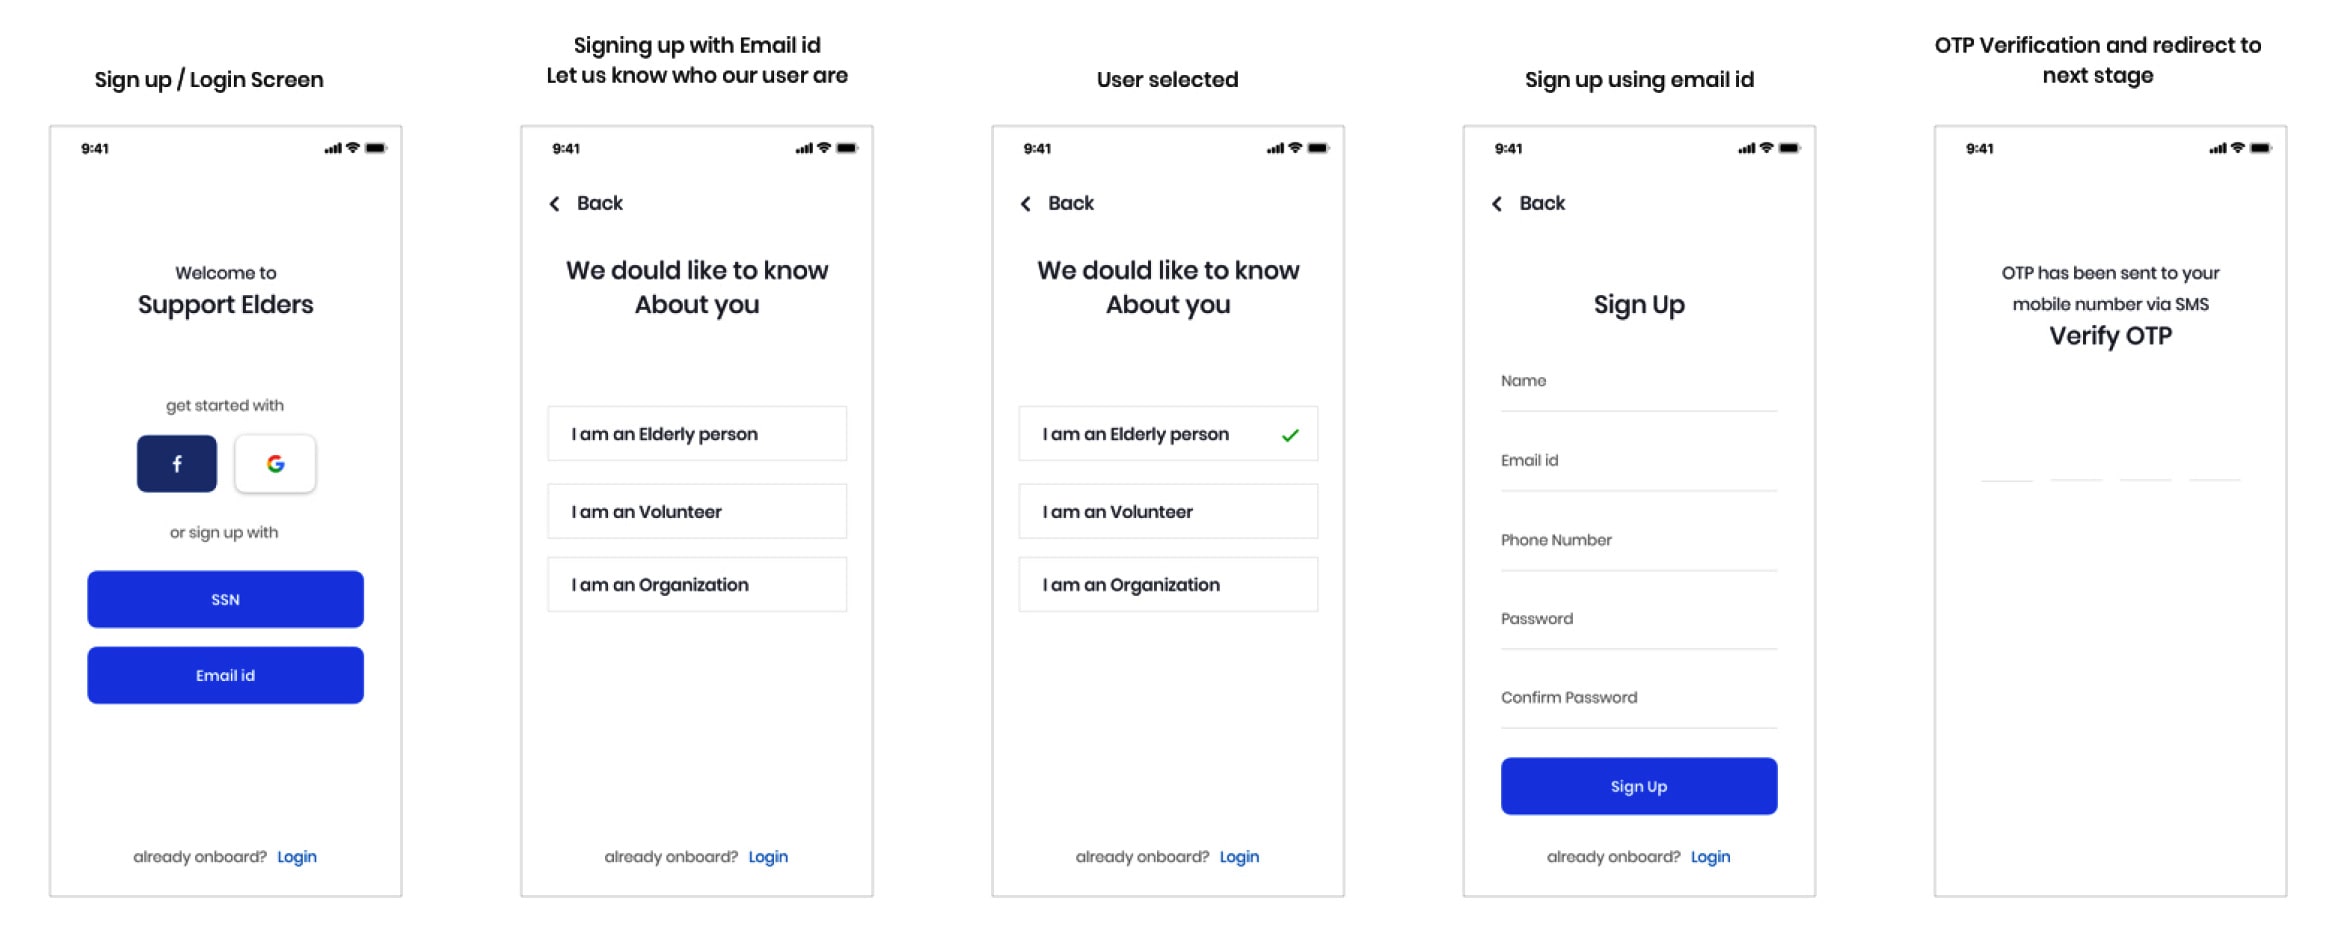 Sign up / Login Screen
9:41
Welcome to
Support Elders
get started with
f
G
or sign up with
SSN
Email id
already onboard? Login
Signing up with Email id
Let us know who our user are
9:41
Back
We dould like to know
About you
I am an Elderly person
I am an Volunteer
I am an Organization
already onboard? Login
User selected
9:41
Back
We dould like to know
About you
I am an Elderly person
I am an Volunteer
I am an Organization
already onboard? Login
Sign up using email id
9:41
Back
Sign Up
Name
Email id
Phone Number
Password
Confirm Password
Sign Up
already onboard? Login
OTP Verification and redirect to
next stage
9:41
OTP has been sent to your
mobile number via SMS
Verify OTP